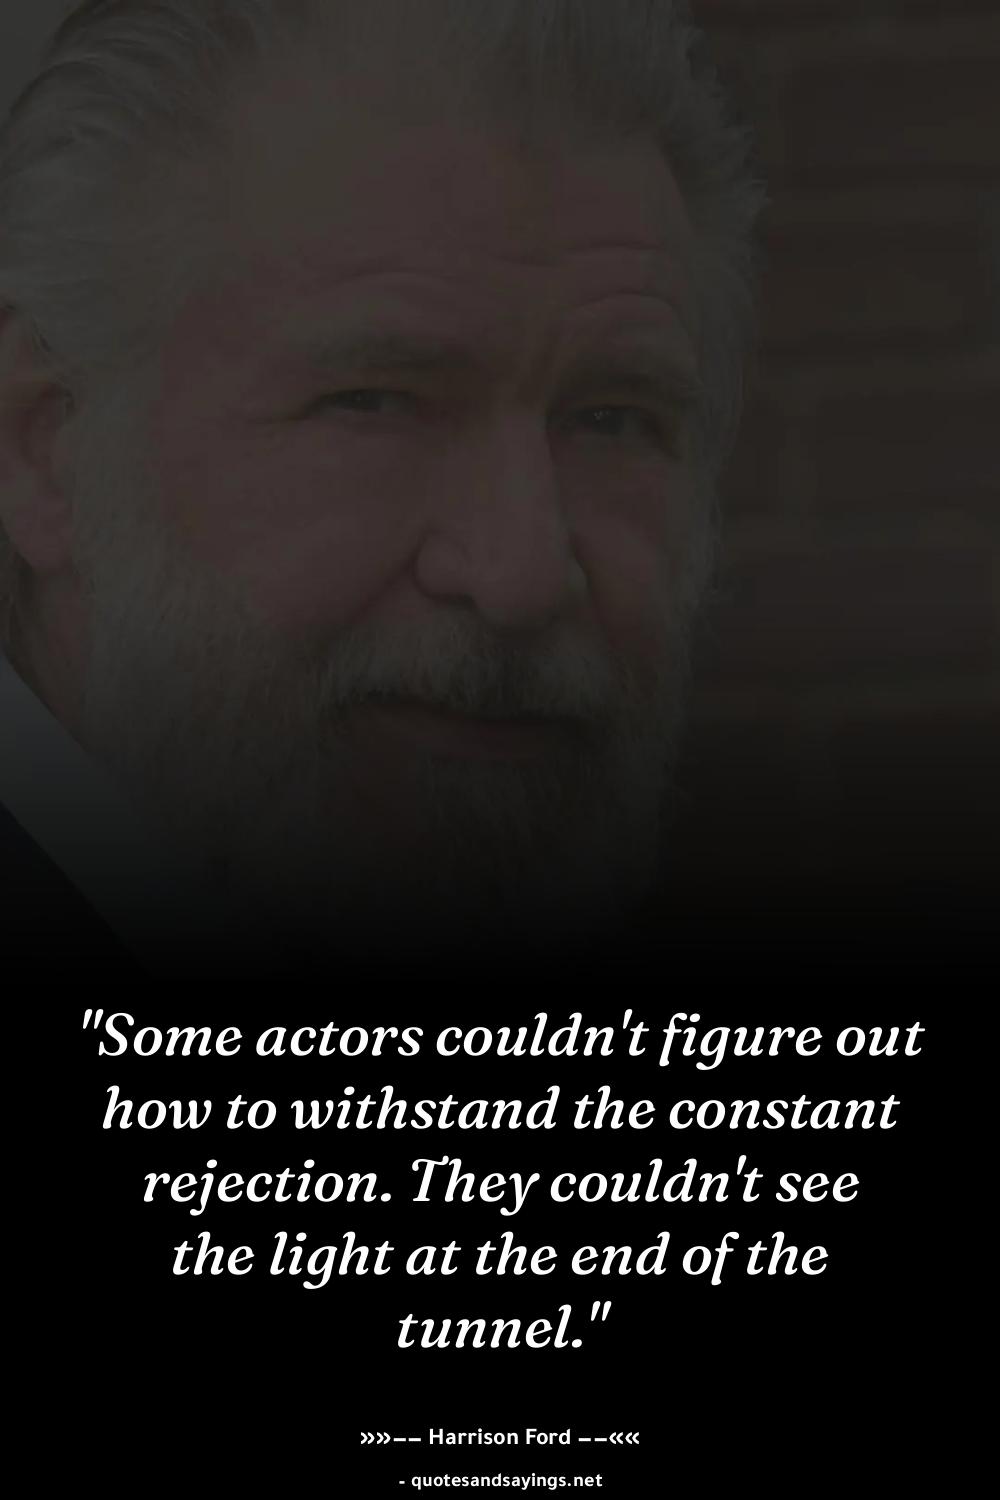 "Some actors couldn't figure out
how to withstand the constant
rejection. They couldn't see
the light at the end of the
tunnel."
»»−− Harrison Ford −−««
- quotesandsayings.net